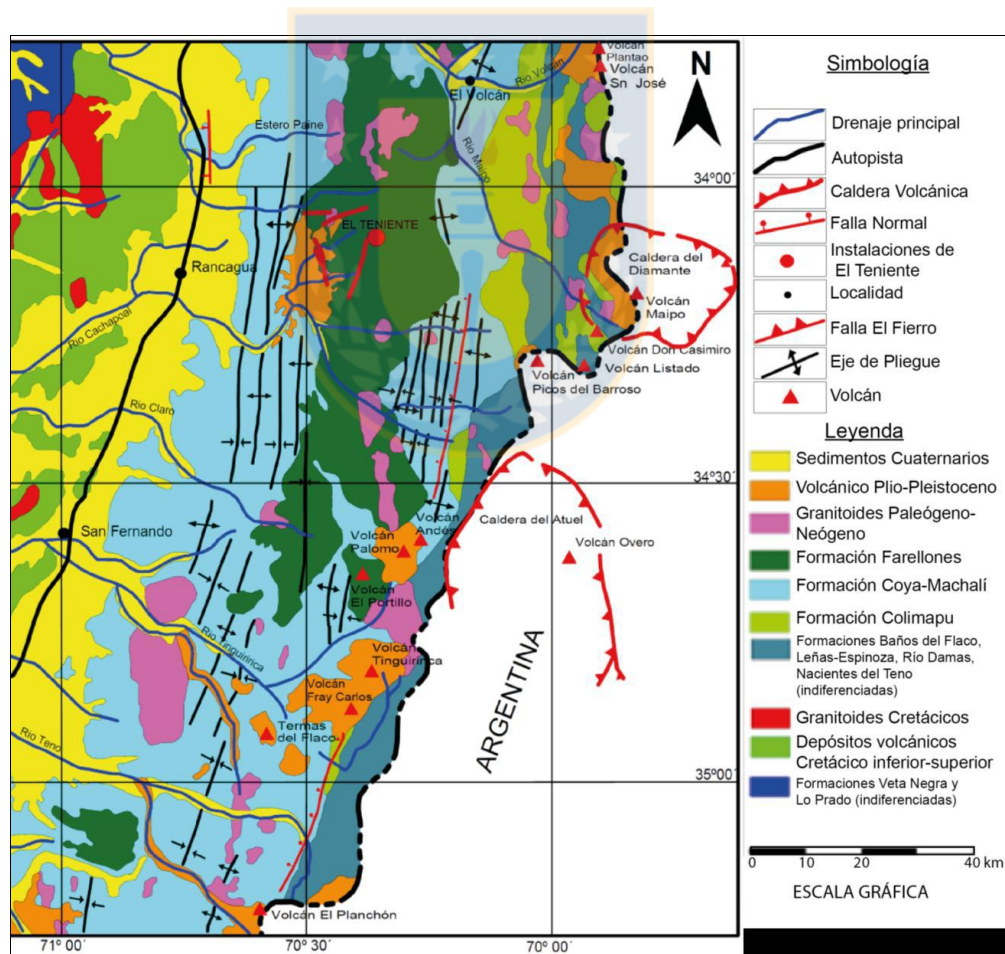 Volcán
Plantao
Volcán
Sn José
Río Volcán
El Volcán
Estero Paine
Río Maipo
34°00´
EL TENIENTE
Rancagua
Caldera del
Diamante
Volcán
Maipo
Río Cachapoal
Volcán Don Casimiro
Volcán Listado
Volcán
Picos del Barroso
Río Claro
34°30´
San Fernando
Volcán
Andés
Caldera del Atuel
Volcán
Palomo
Volcán Overo
Volcán
El Portillo
Río Tinguiririca
Volcán
Tinguiririca
Volcán
Fray Carlos
Termas
del Flaco
Río Teno
ARGENTINA
35°00´
Volcán El Planchón
71° 00´
70° 30´
70° 00´
N
Simbología
Drenaje principal
Autopista
Caldera Volcánica
Falla Normal
Instalaciones de
El Teniente
Localidad
Falla El Fierro
Eje de Pliegue
Volcán
Leyenda
Sedimentos Cuaternarios
Volcánico Plio-Pleistoceno
Granitoides Paleógeno-
Neógeno
Formación Farellones
Formación Coya-Machalí
Formación Colimapu
Formaciones Baños del Flaco,
Leñas-Espinoza, Río Damas,
Nacientes del Teno
(indiferenciadas)
Granitoides Cretácicos
Depósitos volcánicos
Cretácico inferior-superior
Formaciones Veta Negra y
Lo Prado (indiferenciadas)
0 10 20 40 km
ESCALA GRÁFICA